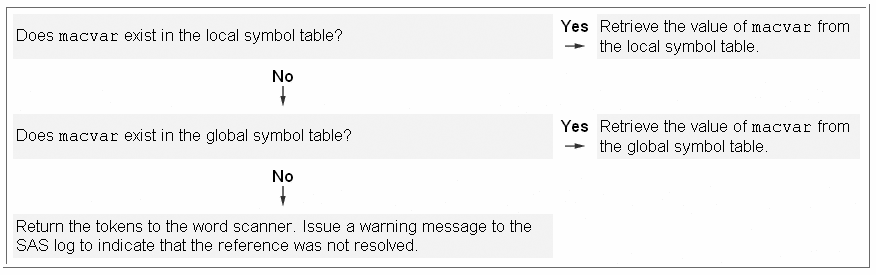 Does macvar exist in the local symbol table?
Yes
Retrieve the value of macvar from
the local symbol table.
No
Does macvar exist in the global symbol table?
Yes
Retrieve the value of macvar from
the global symbol table.
No
Return the tokens to the word scanner. Issue a warning message to the
SAS log to indicate that the reference was not resolved.